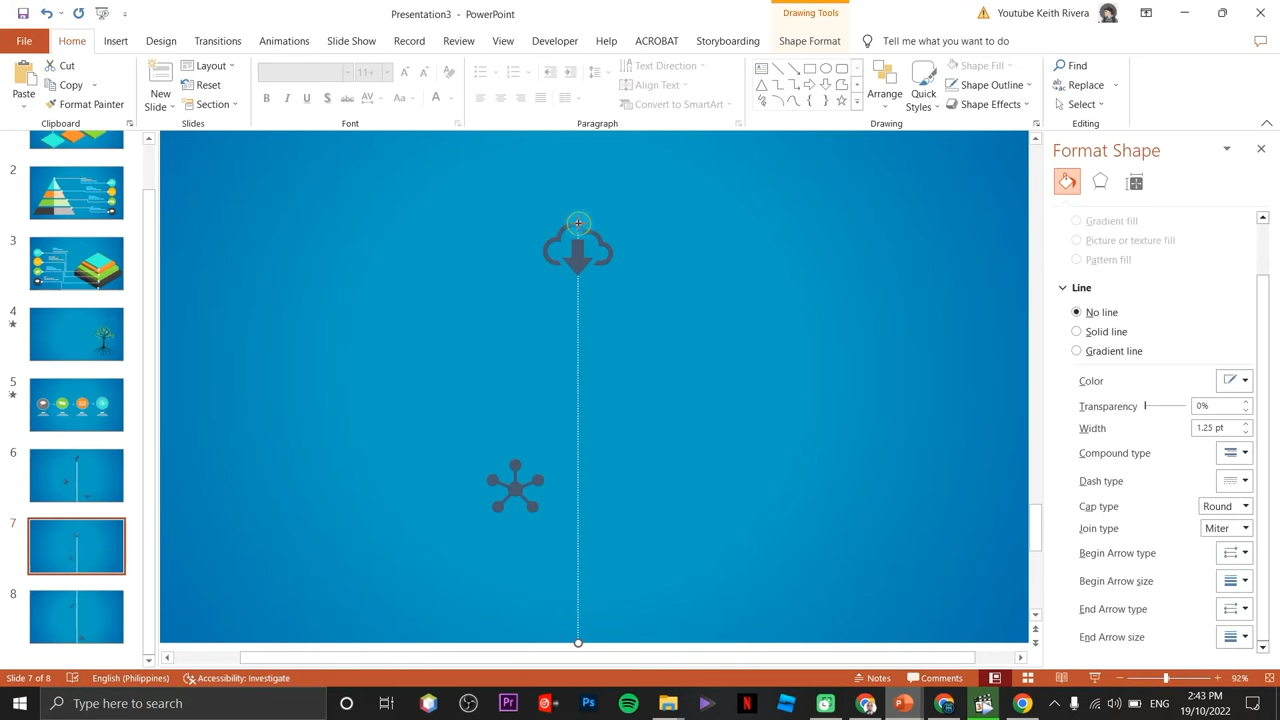 Presentation3 - PowerPoint
Drawing Tools
Youtube Keith Rivera
File
Home
Insert
Design
Transitions
Animations
Slide Show
Record
Review
View
Developer
Help
ACROBAT
Storyboarding
Shape Format
Tell me what you want to do
Paste
Cut
Copy
Format Painter
Clipboard
New
Slide
Layout
Reset
Section
Slides
11+
B I U S abc AV Aa A
Font
Text Direction
Align Text
Convert to SmartArt
Paragraph
Arrange
Quick
Styles
Shape Fill
Shape Outline
Shape Effects
Drawing
Find
Replace
Select
Editing
2
3
4
5
6
7
8
Format Shape
Gradient fill
Picture or texture fill
Pattern fill
Line
No line
Solid line
Gradient line
Color
Transparency
0%
Width
1.25 pt
Compound type
Dash type
Cap type
Round
Join type
Miter
Begin Arrow type
Begin Arrow size
End Arrow type
End Arrow size
Slide 7 of 8
English (Philippines)
Accessibility: Investigate
Notes
Comments
92%
Type here to search
Pr
Ps
ENG
2:43 PM
19/10/2022